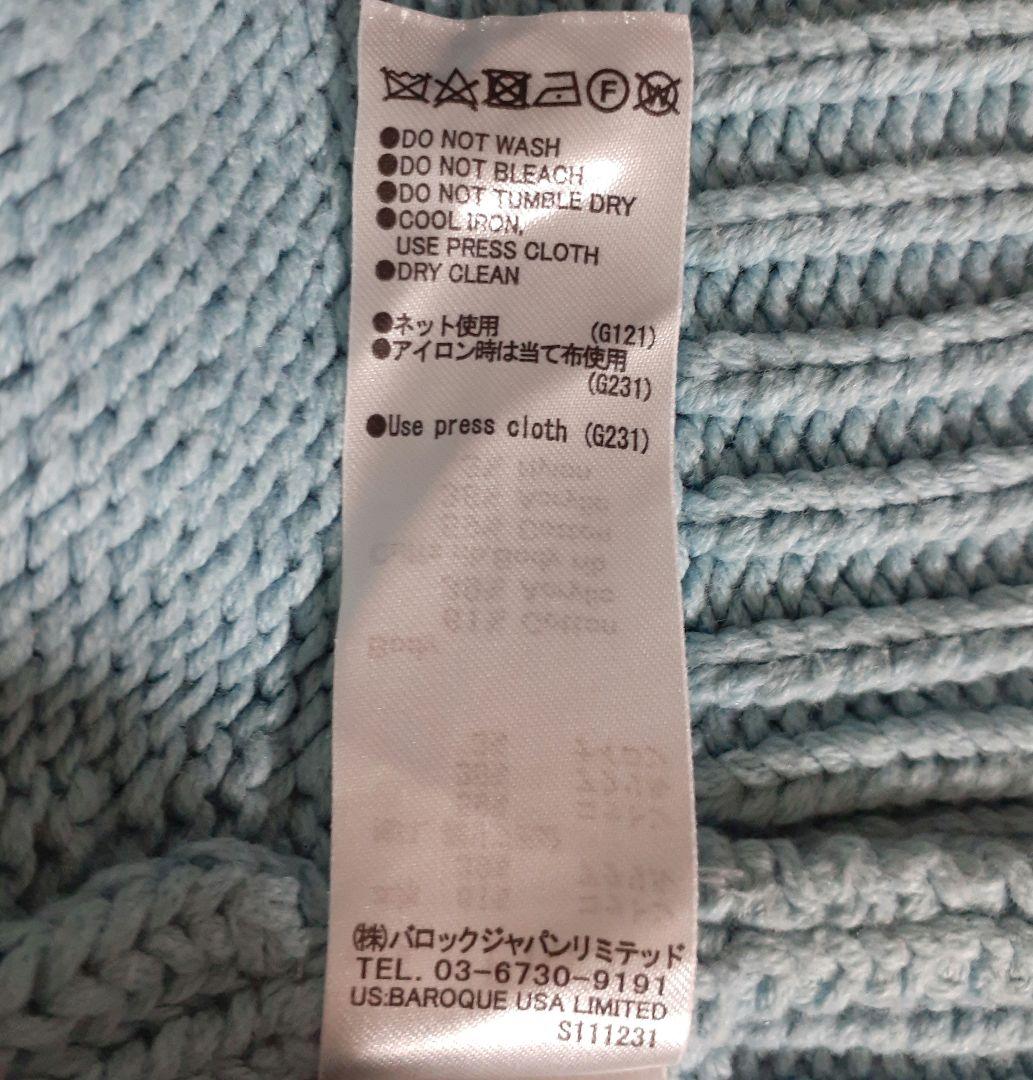 F W
●DO NOT WASH
●DO NOT BLEACH
●DO NOT TUMBLE DRY
●COOL IRON,
USE PRESS CLOTH
●DRY CLEAN
●ネット使用 (G121)
●アイロン時は当て布使用
(G231)
●Use press cloth (G231)
(株)バロックジャパンリミテッド
TEL. 03-6730-9191
US:BAROQUE USA LIMITED
S111231